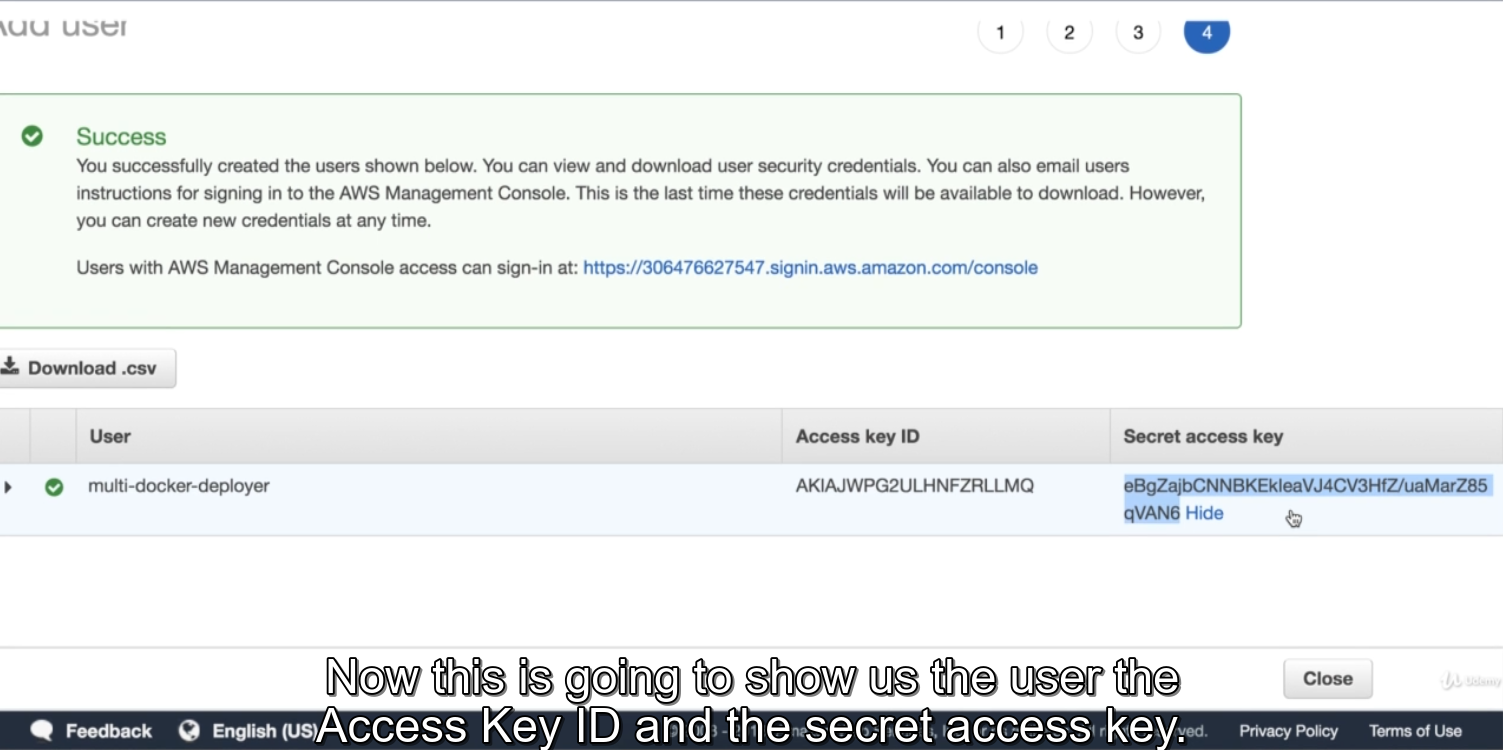 Add user
1 2 3 4
Success
You successfully created the users shown below. You can view and download user security credentials. You can also email users
instructions for signing in to the AWS Management Console. This is the last time these credentials will be available to download. However,
you can create new credentials at any time.
Users with AWS Management Console access can sign-in at: https://306476627547.signin.aws.amazon.com/console
Download .csv
User Access key ID Secret access key
multi-docker-deployer AKIAJWPG2ULHNFZRLLMQ eBgZajbCNNBKEkleaVJ4CV3HfZ/uaMarZ85
qVAN6 Hide
Now this is going to show us the user the
Close Udemy
Access Key ID and the secret access key.
Feedback English (US) Privacy Policy Terms of Use